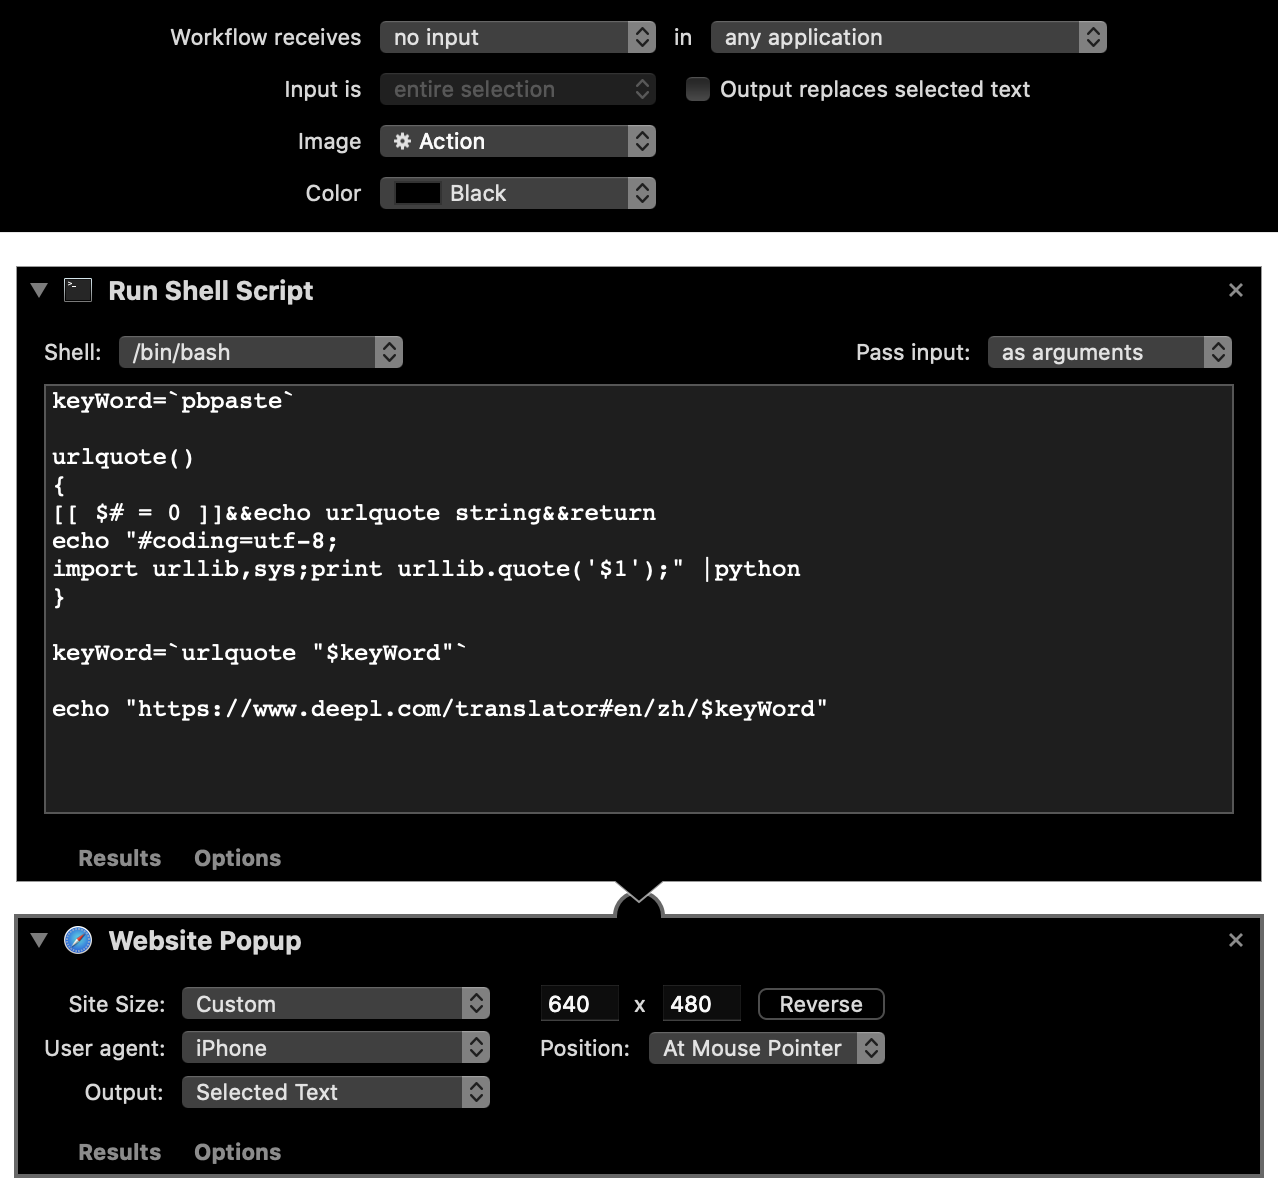 Workflow receives no input in any application
Input is entire selection Output replaces selected text
Image Action
Color Black
Run Shell Script
Shell: /bin/bash Pass input: as arguments
keyWord=`pbpaste`
urlquote()
{
[[ $# = 0 ]]&&echo urlquote string&&return
echo "#coding=utf-8;
import urllib,sys;print urllib.quote('$1');" |python
}
keyWord=`urlquote "$keyWord"`
echo "https://www.deepl.com/translator#en/zh/$keyWord"
Results Options
Website Popup
Site Size: Custom 640 x 480 Reverse
User agent: iPhone Position: At Mouse Pointer
Output: Selected Text
Results Options